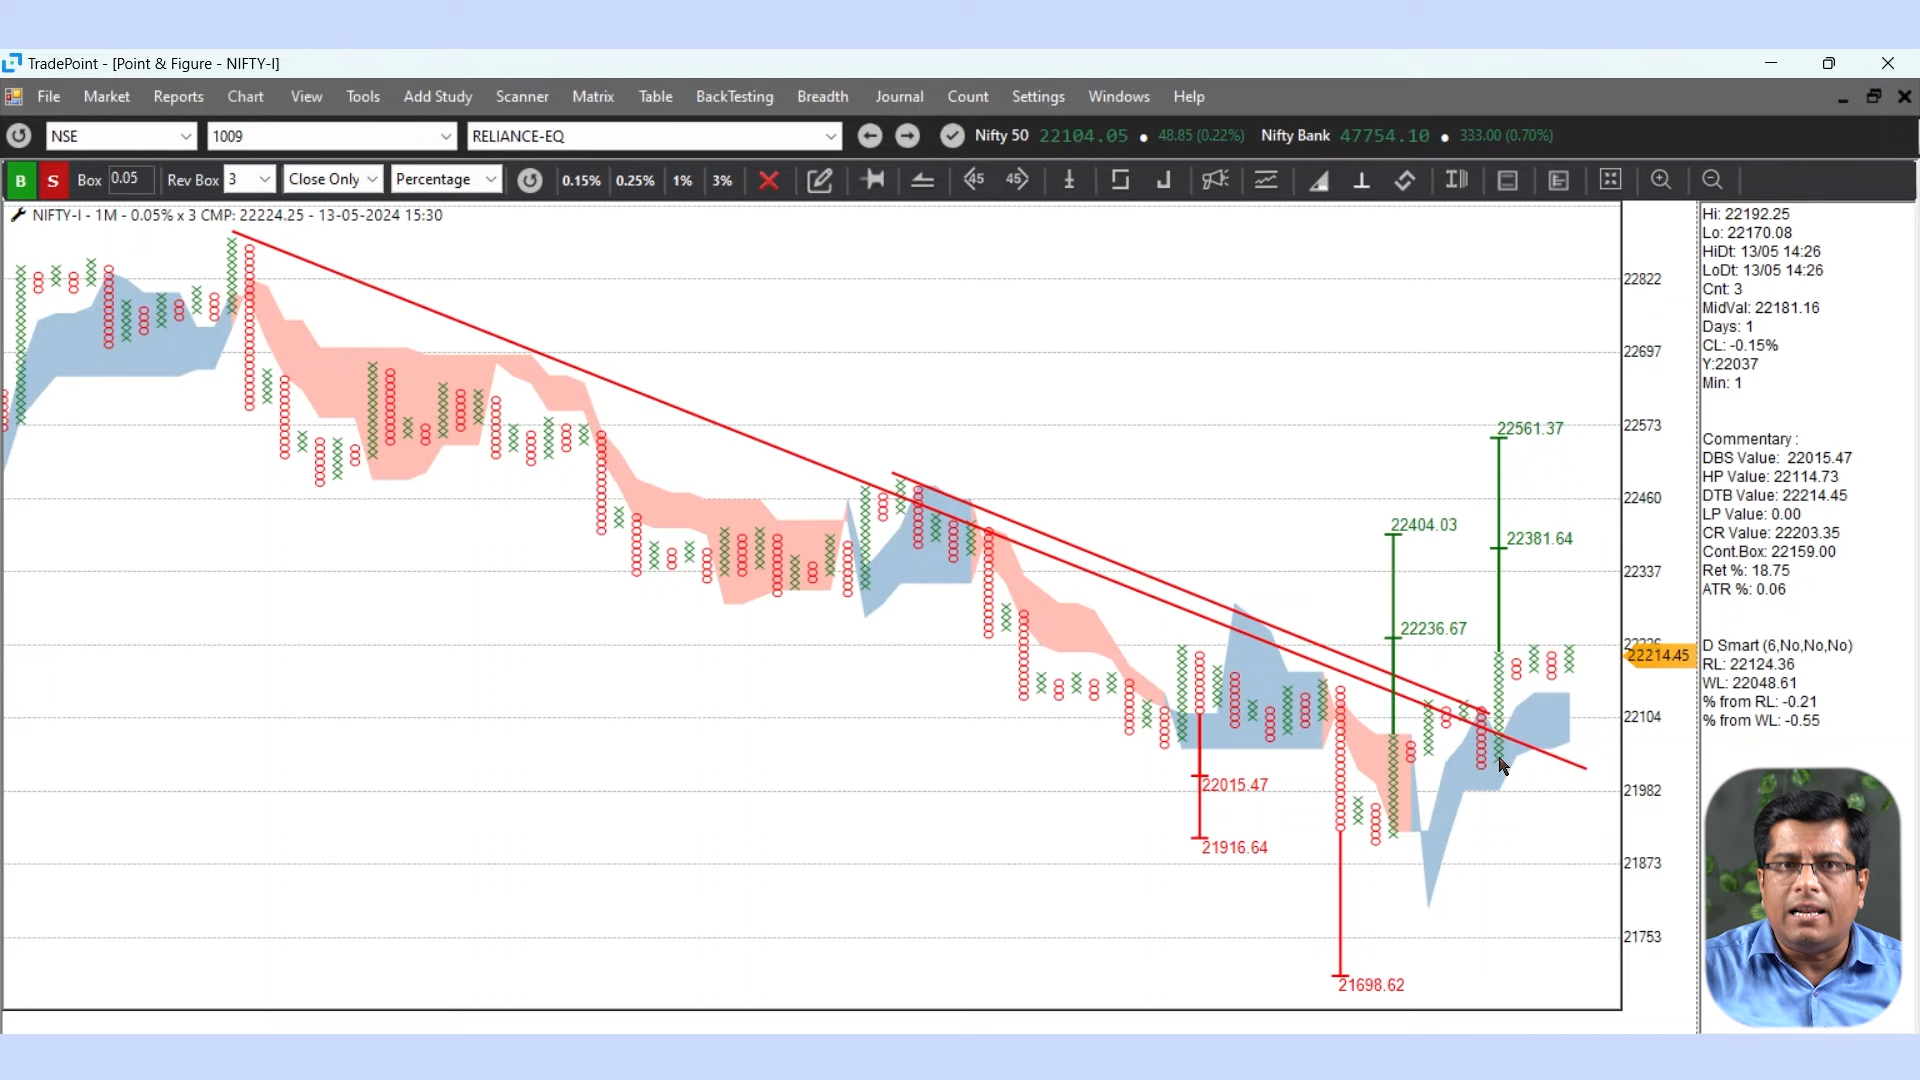 TradePoint - [Point & Figure - NIFTY-I]
File Market Reports Chart View Tools Add Study Scanner Matrix Table BackTesting Breadth Journal Count Settings Windows Help
NSE 1009 RELIANCE-EQ Nifty 50 22104.05 48.85 (0.22%) Nifty Bank 47754.10 333.00 (0.70%)
B S Box 0.05 Rev Box 3 Close Only Percentage 0.15% 0.25% 1% 3% 45 45
NIFTY-I - 1M - 0.05% x 3 CMP: 22224.25 - 13-05-2024 15:30
22822
22697
22573
22460
22337
22226
22214.45
22104
21982
21873
21753
22561.37
22404.03
22381.64
22236.67
22015.47
21916.64
21698.62
Hi: 22192.25
Lo: 22170.08
HiDt: 13/05 14:26
LoDt: 13/05 14:26
Cnt: 3
MidVal: 22181.16
Days: 1
CL: -0.15%
Y:22037
Min: 1
Commentary :
DBS Value: 22015.47
HP Value: 22114.73
DTB Value: 22214.45
LP Value: 0.00
CR Value: 22203.35
Cont.Box: 22159.00
Ret %: 18.75
ATR %: 0.06
D Smart (6,No,No,No)
RL: 22124.36
WL: 22048.61
% from RL: -0.21
% from WL: -0.55